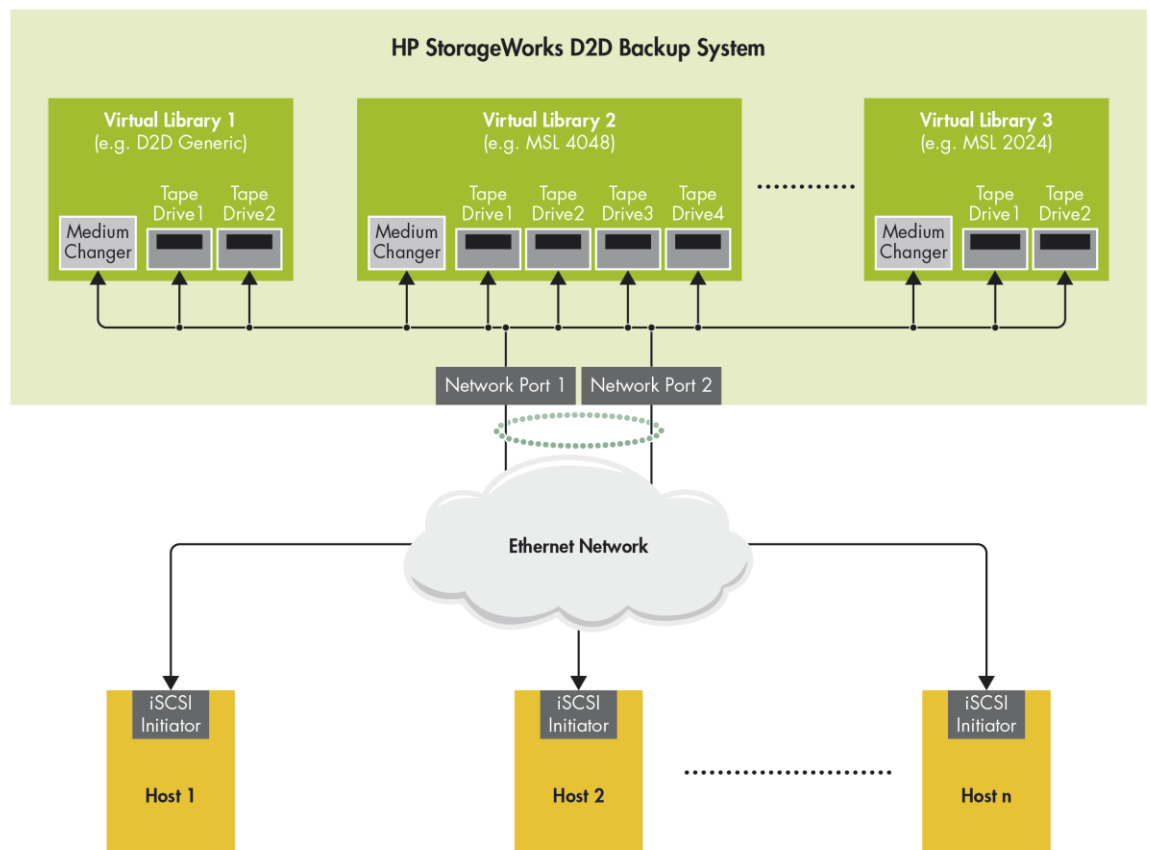 HP StorageWorks D2D Backup System
Virtual Library 1
(e.g. D2D Generic)
Medium
Changer
Tape
Drive1
Tape
Drive2
Virtual Library 2
(e.g. MSL 4048)
Medium
Changer
Tape
Drive1
Tape
Drive2
Tape
Drive3
Tape
Drive4
Virtual Library 3
(e.g. MSL 2024)
Medium
Changer
Tape
Drive1
Tape
Drive2
Network Port 1
Network Port 2
Ethernet Network
iSCSI
Initiator
Host 1
iSCSI
Initiator
Host 2
iSCSI
Initiator
Host n